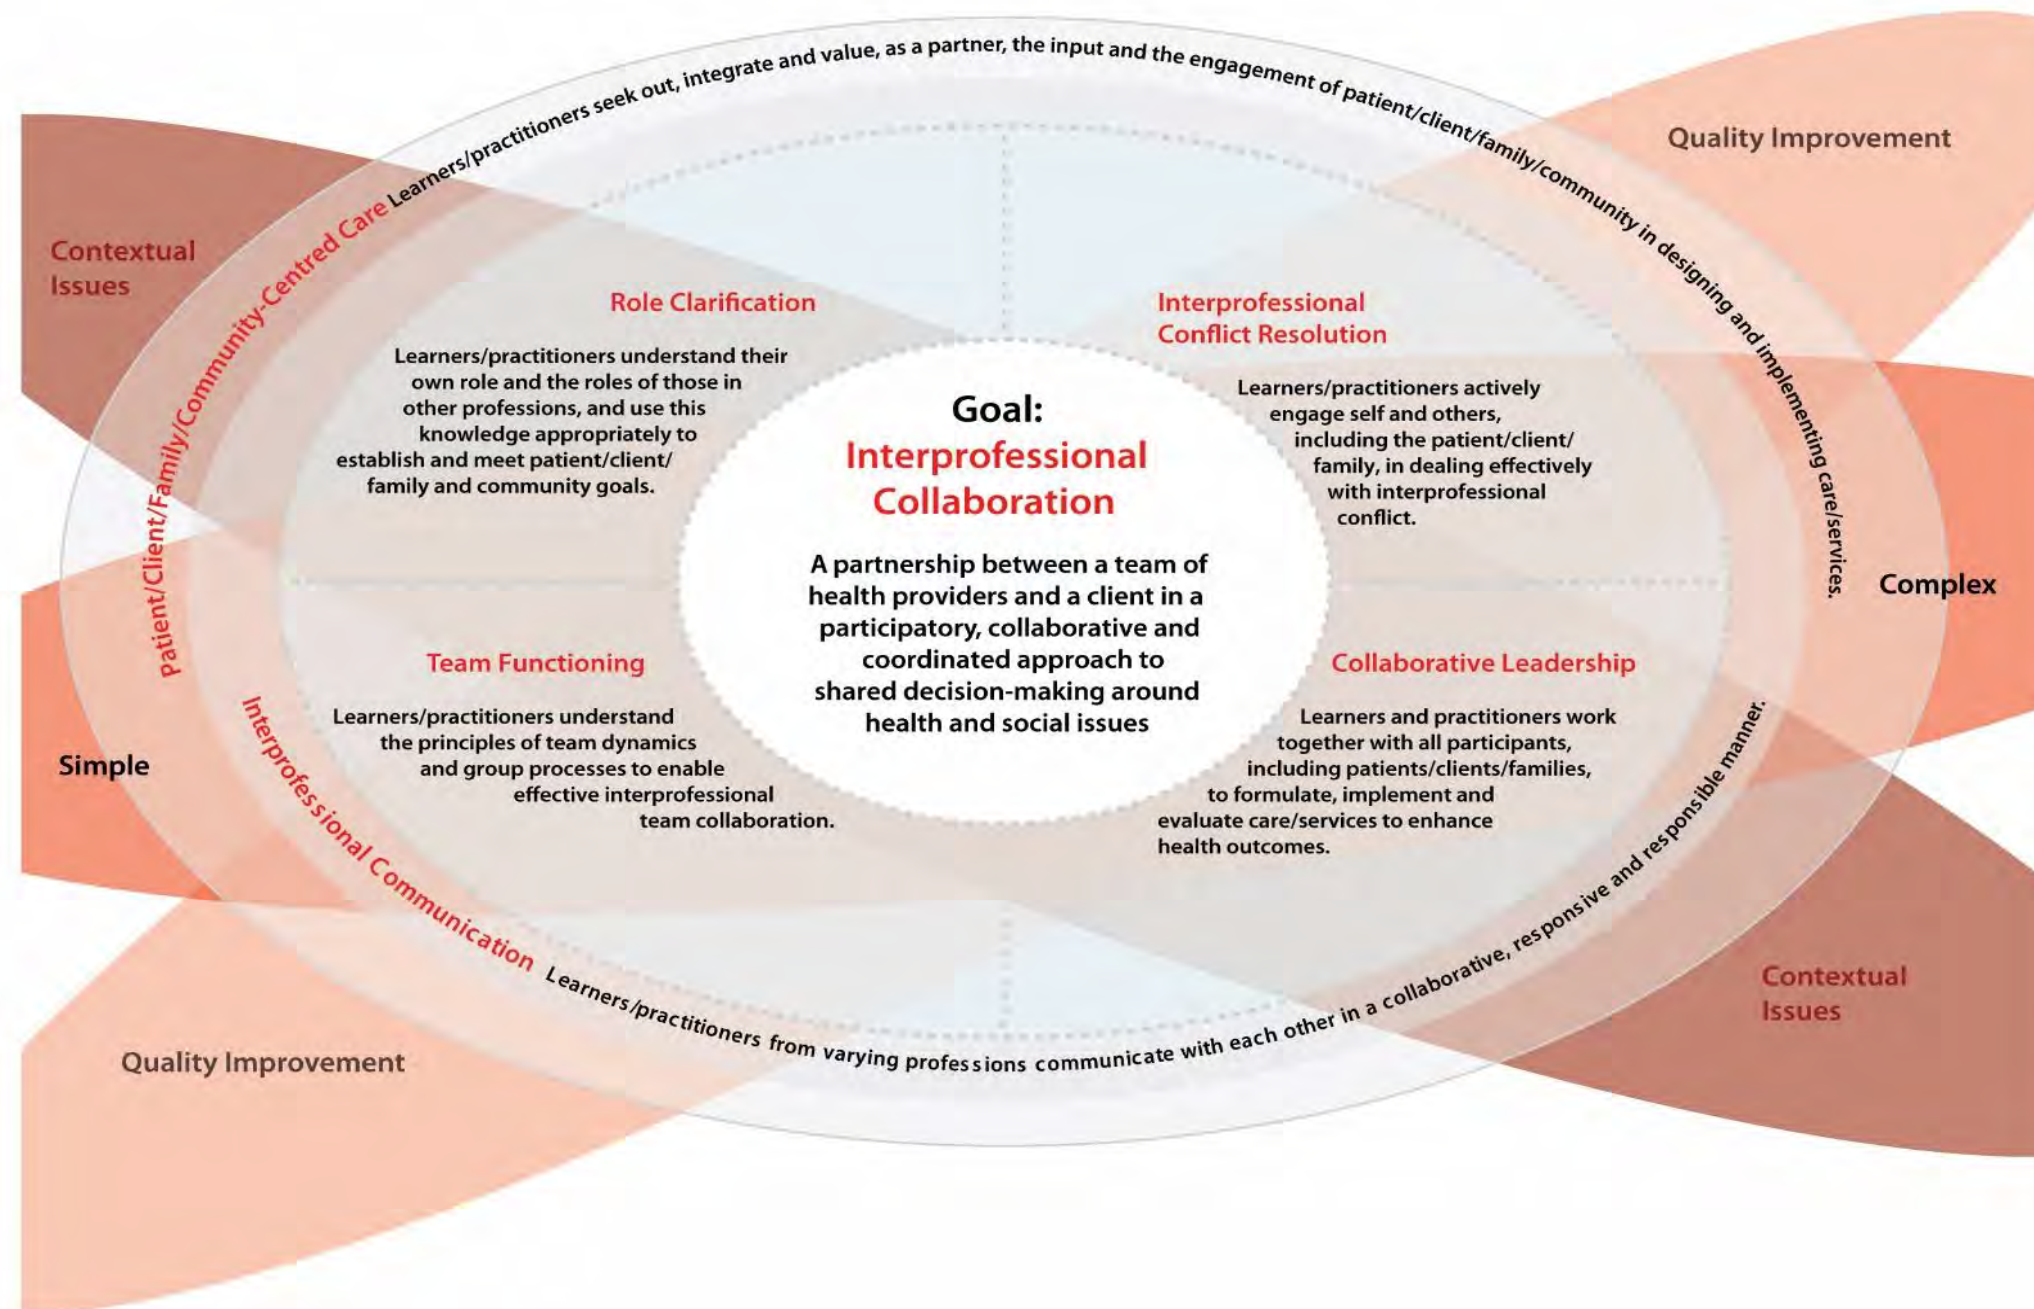 Patient/Client/Family/Community-Centred Care Learners/practitioners seek out, integrate and value, as a partner, the input and the engagement of patient/client/family/community in designing and implementing care/services.
Quality Improvement
Contextual
Issues
Role Clarification
Learners/practitioners understand their
own role and the roles of those in
other professions, and use this
knowledge appropriately to
establish and meet patient/client/
family and community goals.
Interprofessional
Conflict Resolution
Learners/practitioners actively
engage self and others,
including the patient/client/
family, in dealing effectively
with interprofessional
conflict.
Goal:
Interprofessional
Collaboration
A partnership between a team of
health providers and a client in a
participatory, collaborative and
coordinated approach to
shared decision-making around
health and social issues
Complex
Simple
Team Functioning
Learners/practitioners understand
the principles of team dynamics
and group processes to enable
effective interprofessional
team collaboration.
Collaborative Leadership
Learners and practitioners work
together with all participants,
including patients/clients/families,
to formulate, implement and
evaluate care/services to enhance
health outcomes.
Interprofessional Communication Learners/practitioners from varying professions communicate with each other in a collaborative, responsive and responsible manner.
Contextual
Issues
Quality Improvement